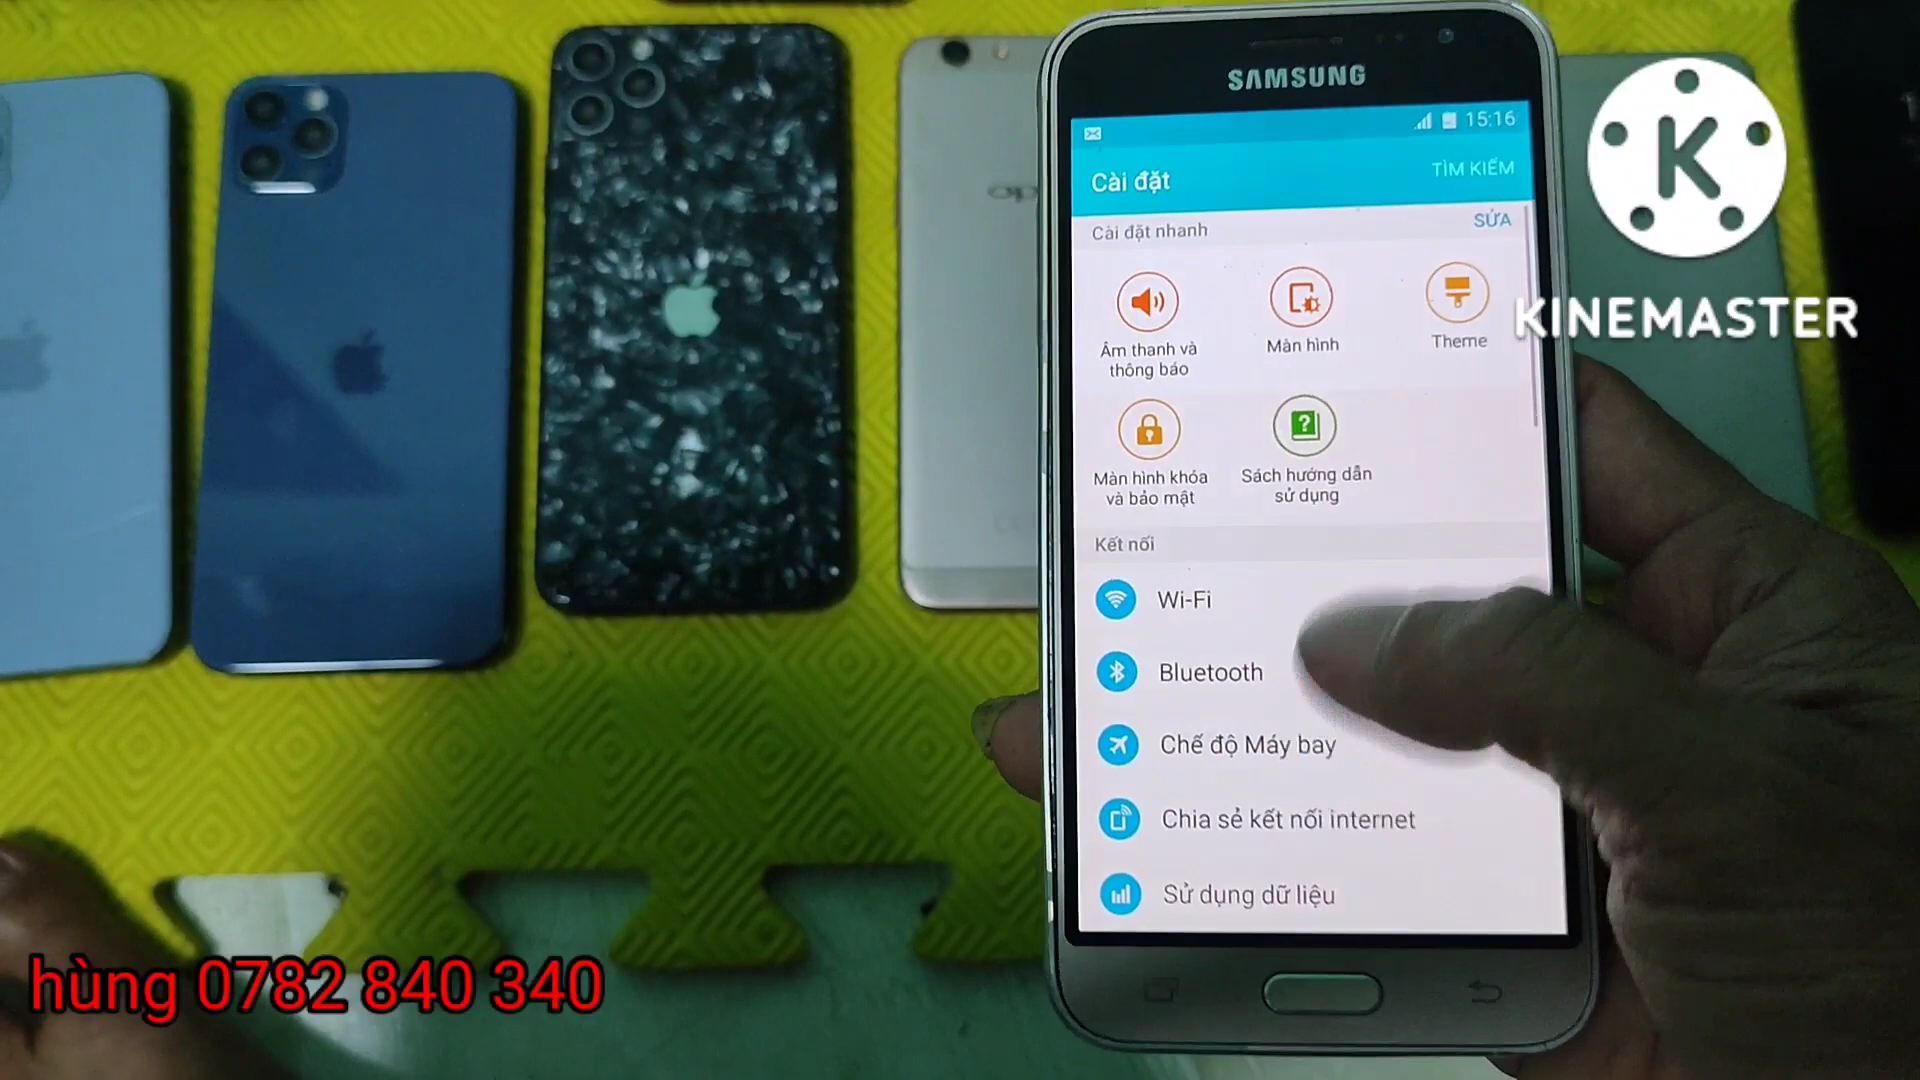 SAMSUNG
15:16
Cài đặt
TÌM KIẾM
Cài đặt nhanh
SỬA
Âm thanh và
thông báo
Màn hình
Theme
Màn hình khóa
và bảo mật
Sách hướng dẫn
sử dụng
Kết nối
Wi-Fi
Bluetooth
Chế độ Máy bay
Chia sẻ kết nối internet
Sử dụng dữ liệu
K
KINEMASTER
hùng 0782 840 340